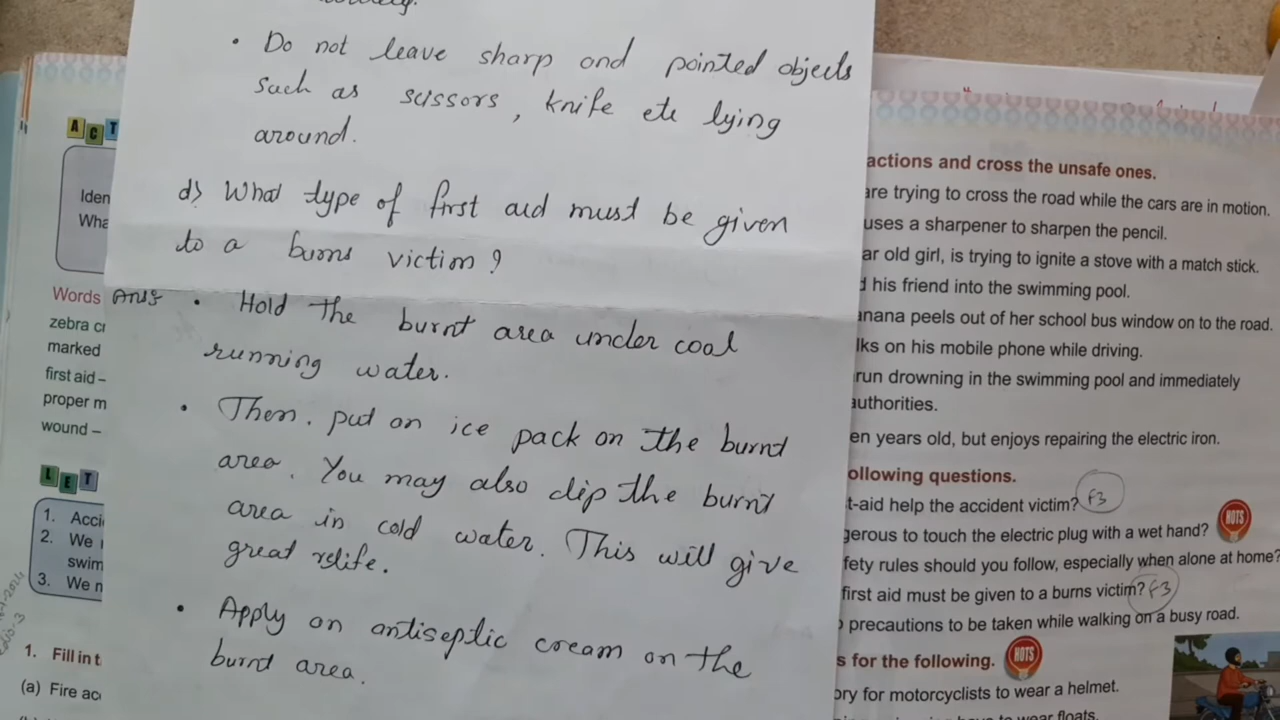 • Do not leave sharp and pointed objects
such as scissors, knife etc lying
around.
d) What type of first aid must be given
to a burns victim?
Ans • Hold the burnt area under cool
running water.
• Then, put an ice pack on the burnt
area. You may also dip the burnt
area in cold water. This will give
great relife.
• Apply an antiseptic cream on the
burnt area.
ACT
Iden
Wha
Words
zebra cr
marked
first aid –
proper m
wound –
LET
1. Acci
2. We
swim
3. We n
1. Fill in t
(a) Fire acc
actions and cross the unsafe ones.
are trying to cross the road while the cars are in motion.
uses a sharpener to sharpen the pencil.
ar old girl, is trying to ignite a stove with a match stick.
d his friend into the swimming pool.
anana peels out of her school bus window on to the road.
lks on his mobile phone while driving.
run drowning in the swimming pool and immediately
authorities.
en years old, but enjoys repairing the electric iron.
ollowing questions.
t-aid help the accident victim? F3
gerous to touch the electric plug with a wet hand? HOTS
fety rules should you follow, especially when alone at home?
first aid must be given to a burns victim? F3
precautions to be taken while walking on a busy road.
s for the following. HOTS
ory for motorcyclists to wear a helmet.
to wear floats.